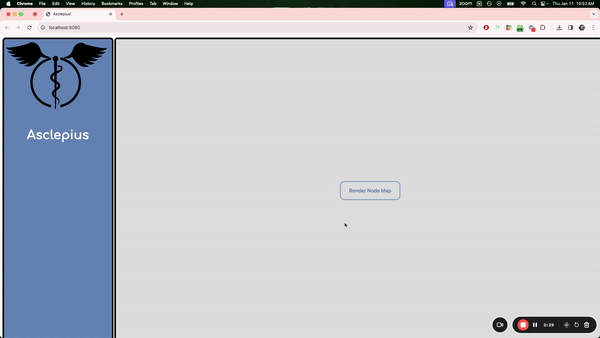 Chrome File Edit View History Bookmarks Profiles Tab Window Help
zoom
Thu Jan 11 10:53 AM
Asclepius!
localhost:8080
Asclepius
Render Node Map
0:29